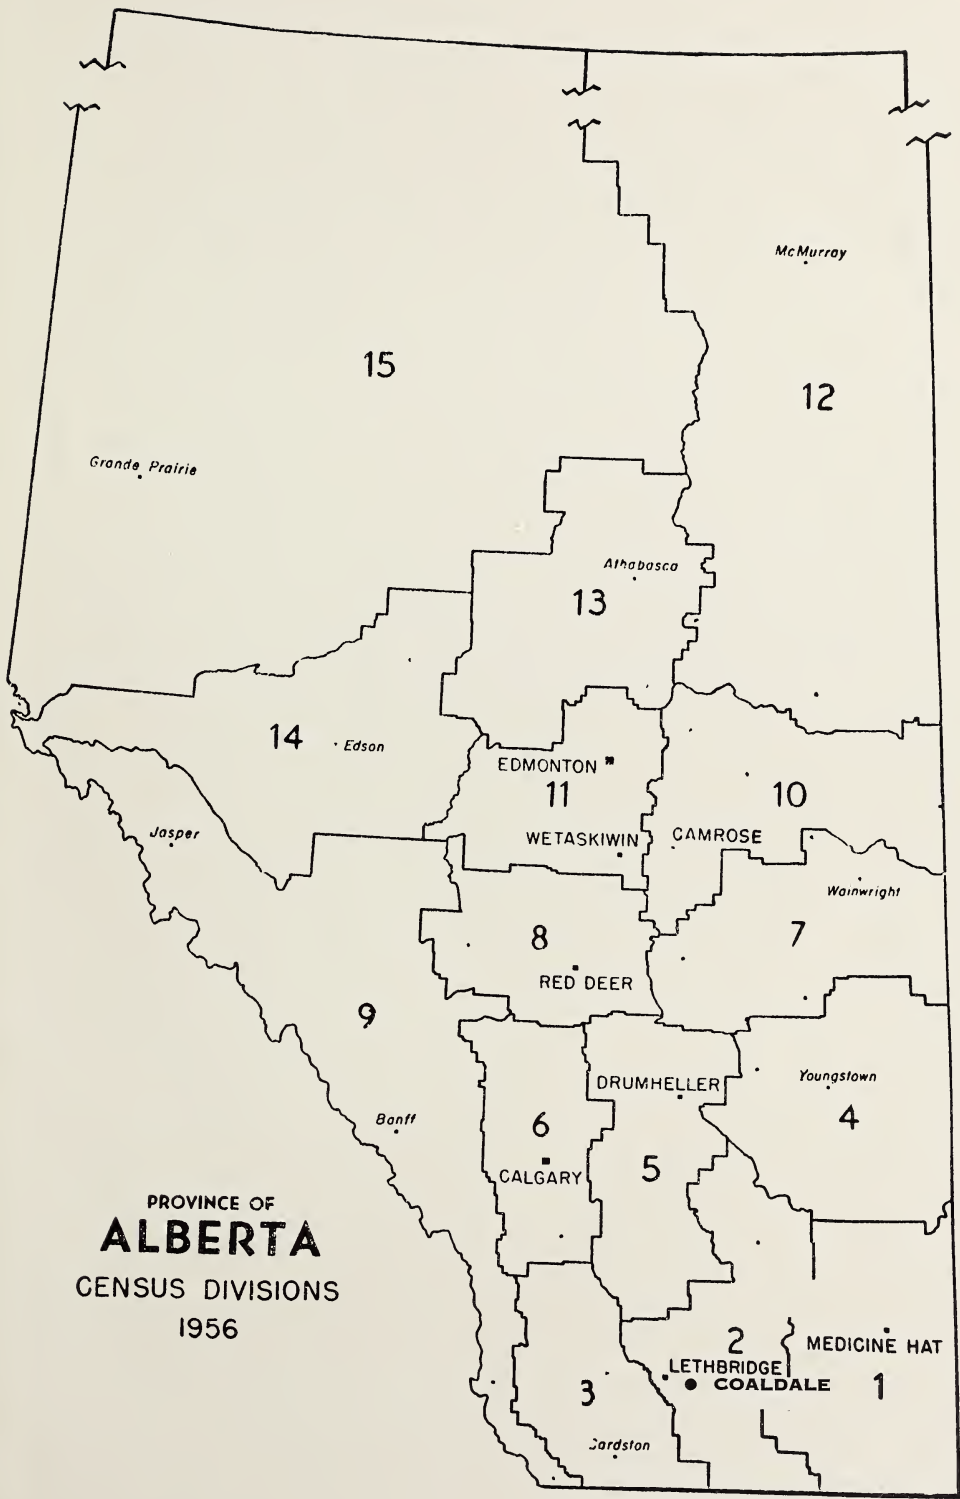 McMurray
15
12
Grande Prairie
Athabasca
13
14
Edson
EDMONTON
11
10
WETASKIWIN
CAMROSE
Jasper
Wainwright
8
7
RED DEER
9
DRUMHELLER
Youngstown
4
Banff
6
5
CALGARY
PROVINCE OF
ALBERTA
CENSUS DIVISIONS
1956
2
MEDICINE HAT
LETHBRIDGE
COALDALE
1
3
Cardston